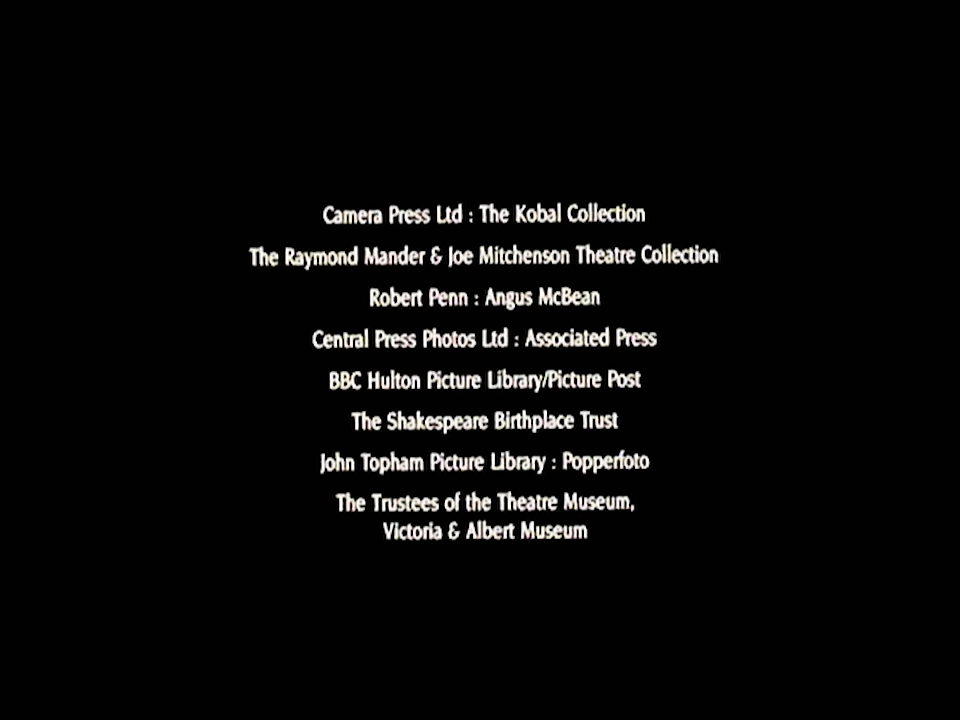 Camera Press Ltd : The Kobal Collection
The Raymond Mander & Joe Mitchenson Theatre Collection
Robert Penn : Angus McBean
Central Press Photos Ltd : Associated Press
BBC Hulton Picture Library/Picture Post
The Shakespeare Birthplace Trust
John Topham Picture Library : Popperfoto
The Trustees of the Theatre Museum,
Victoria & Albert Museum